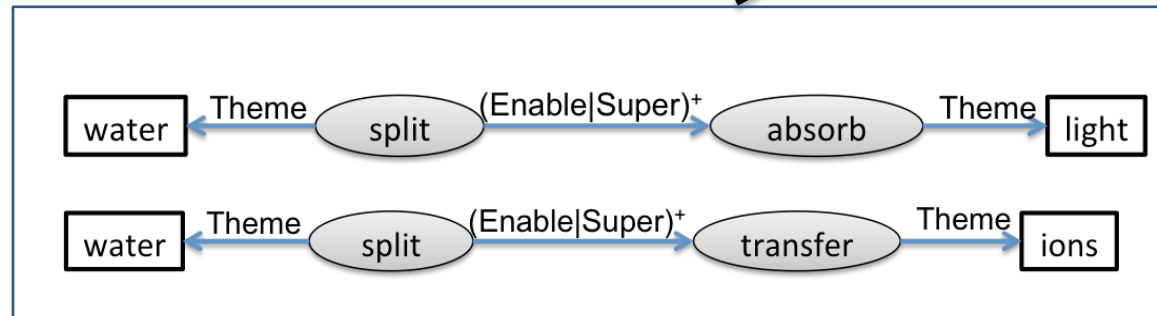 water Theme split (Enable|Super)+ absorb Theme light
water Theme split (Enable|Super)+ transfer Theme ions